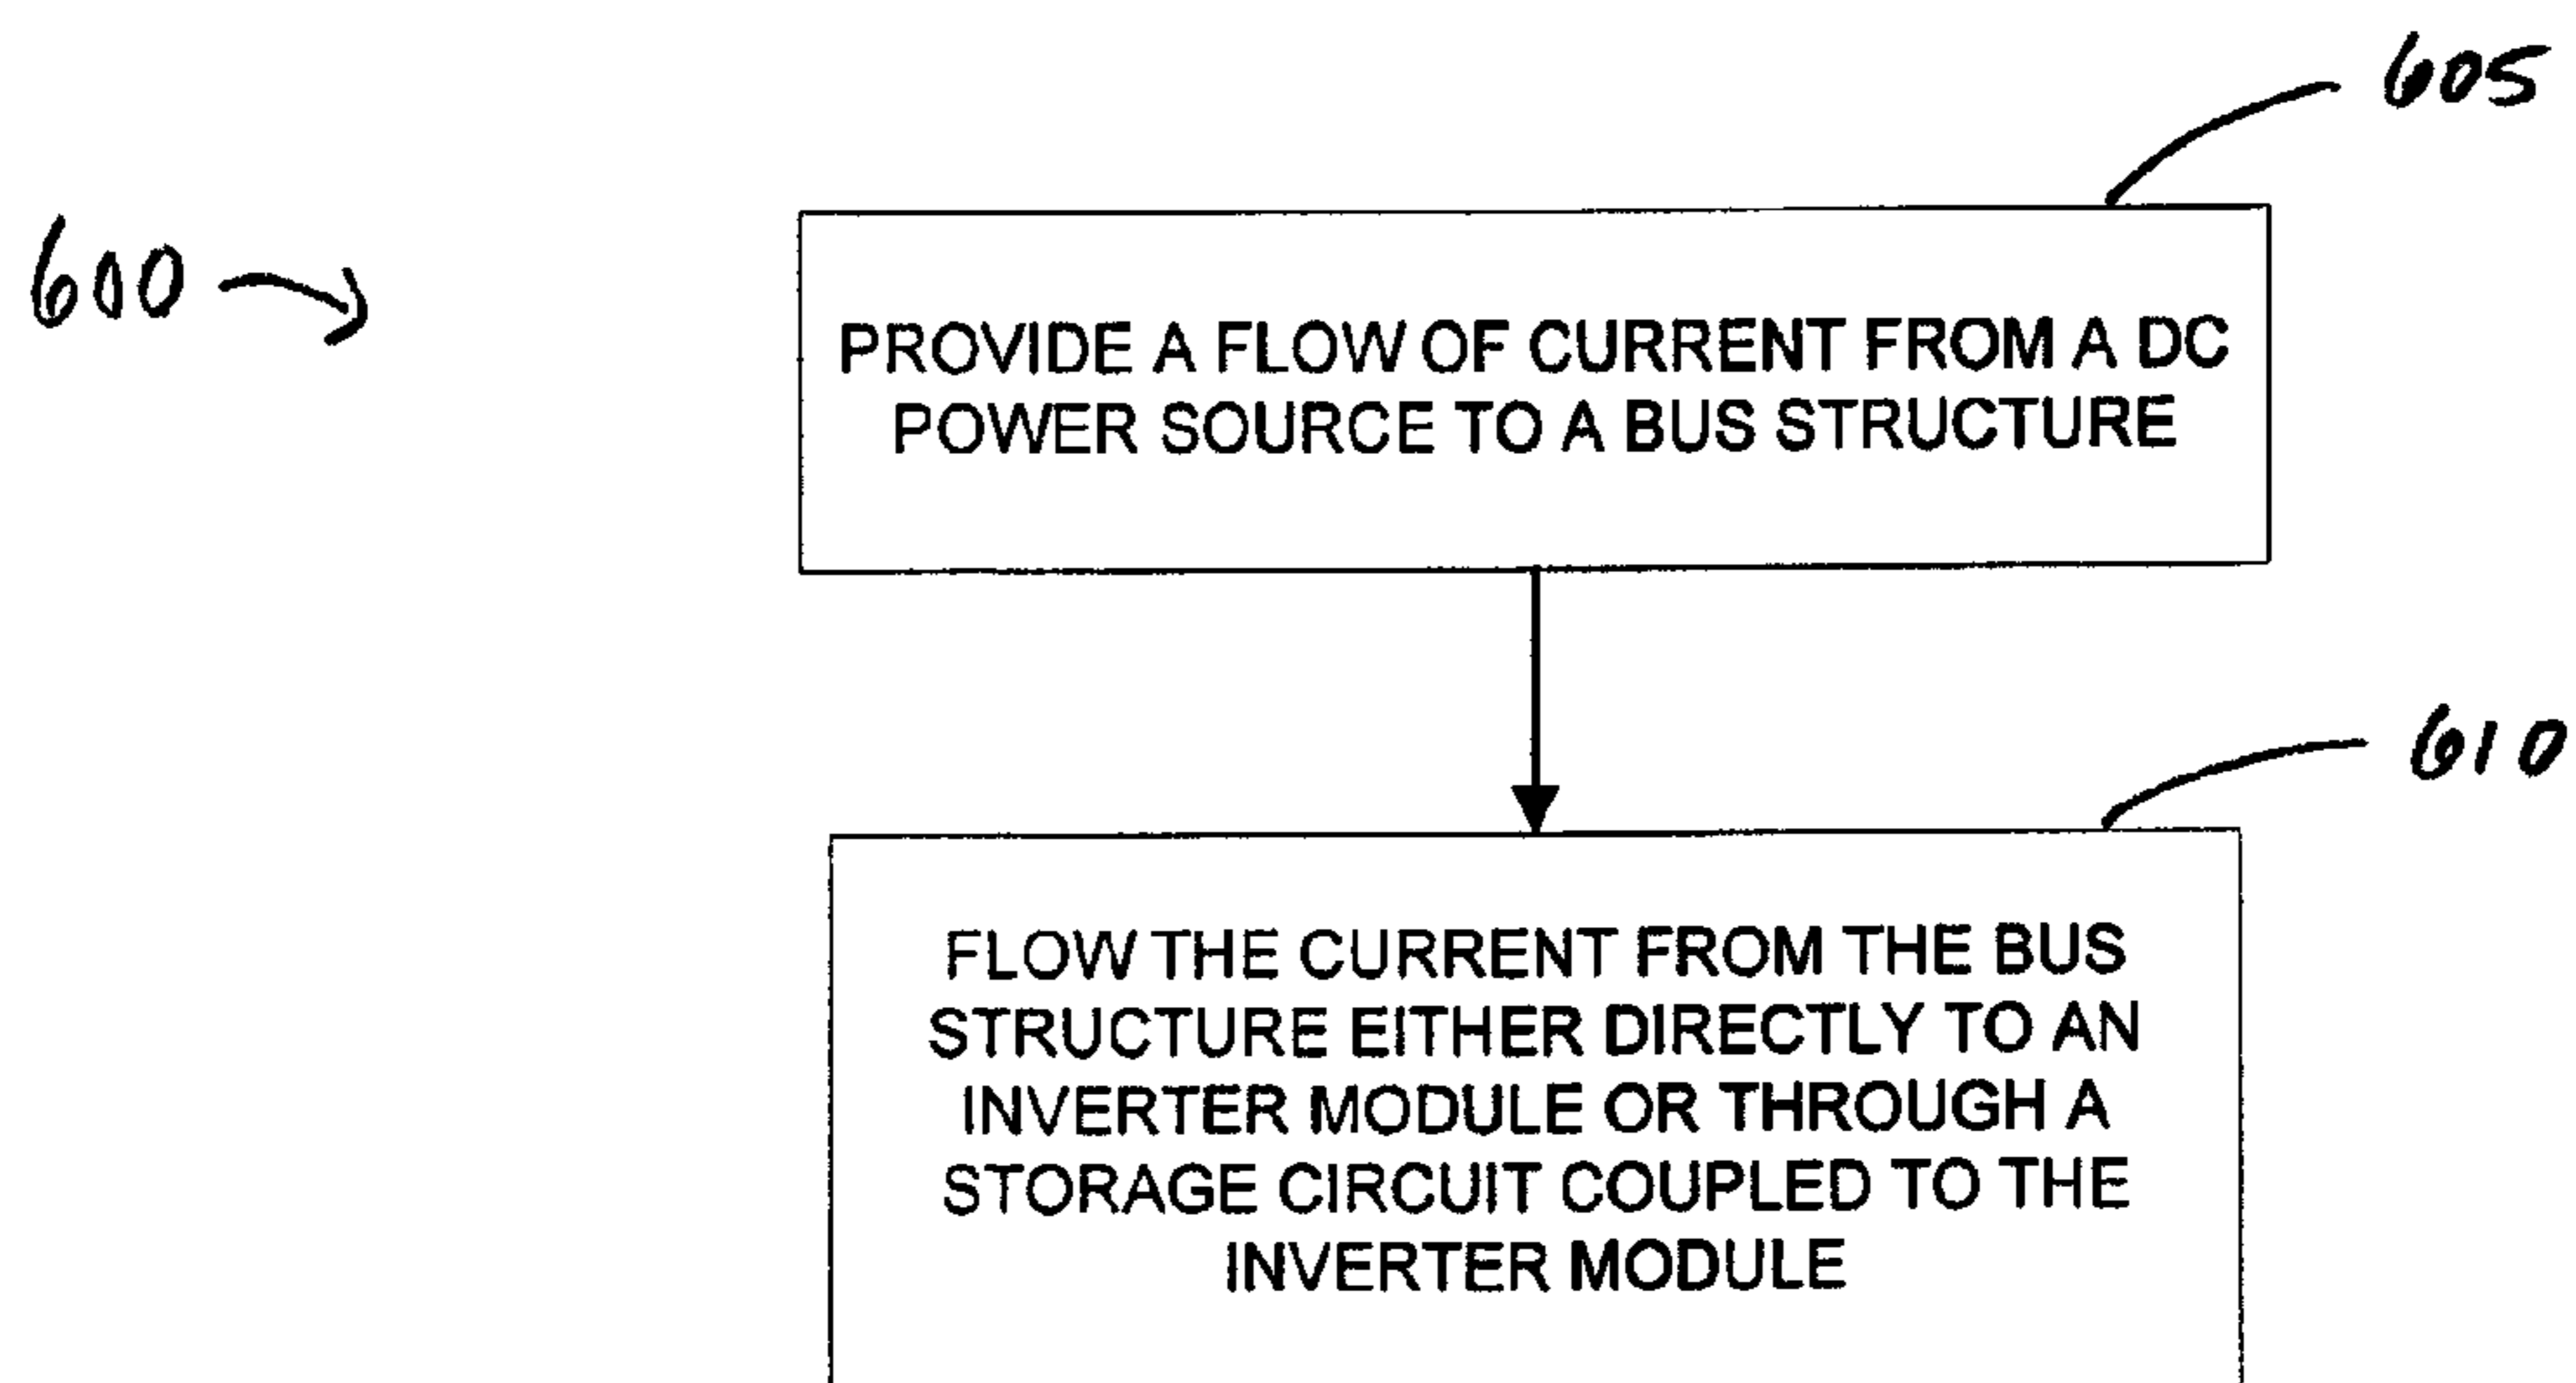 605
600
PROVIDE A FLOW OF CURRENT FROM A DC
POWER SOURCE TO A BUS STRUCTURE
610
FLOW THE CURRENT FROM THE BUS
STRUCTURE EITHER DIRECTLY TO AN
INVERTER MODULE OR THROUGH A
STORAGE CIRCUIT COUPLED TO THE
INVERTER MODULE